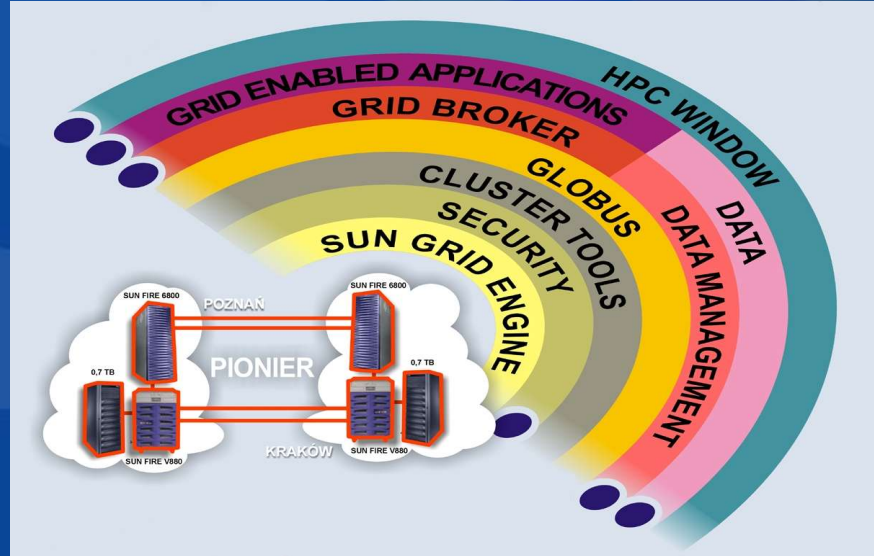 HPC WINDOW
GRID ENABLED APPLICATIONS
DATA
GRID BROKER
DATA MANAGEMENT
GLOBUS
CLUSTER TOOLS
SECURITY
SUN GRID ENGINE
SUN FIRE 6800
POZNAŃ
SUN FIRE 6800
0,7 TB
PIONIER
0,7 TB
SUN FIRE V880
KRAKÓW
SUN FIRE V880